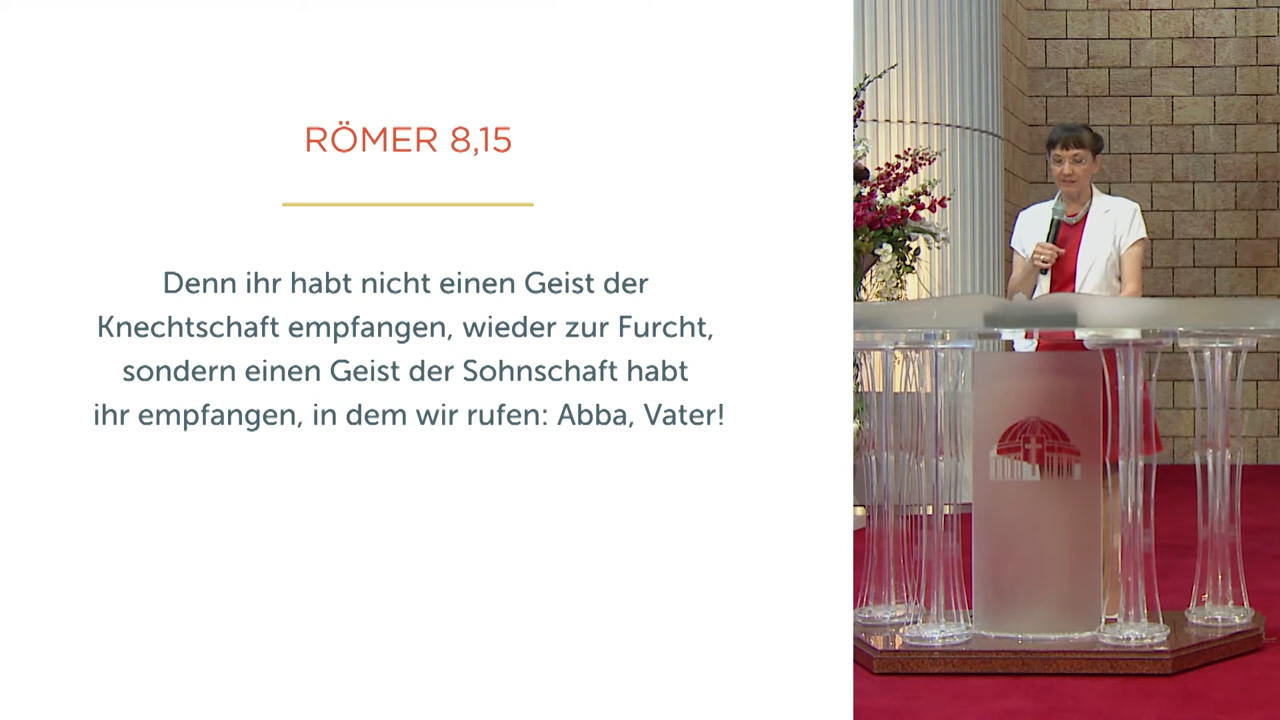 RÖMER 8,15
Denn ihr habt nicht einen Geist der
Knechtschaft empfangen, wieder zur Furcht,
sondern einen Geist der Sohnschaft habt
ihr empfangen, in dem wir rufen: Abba, Vater!